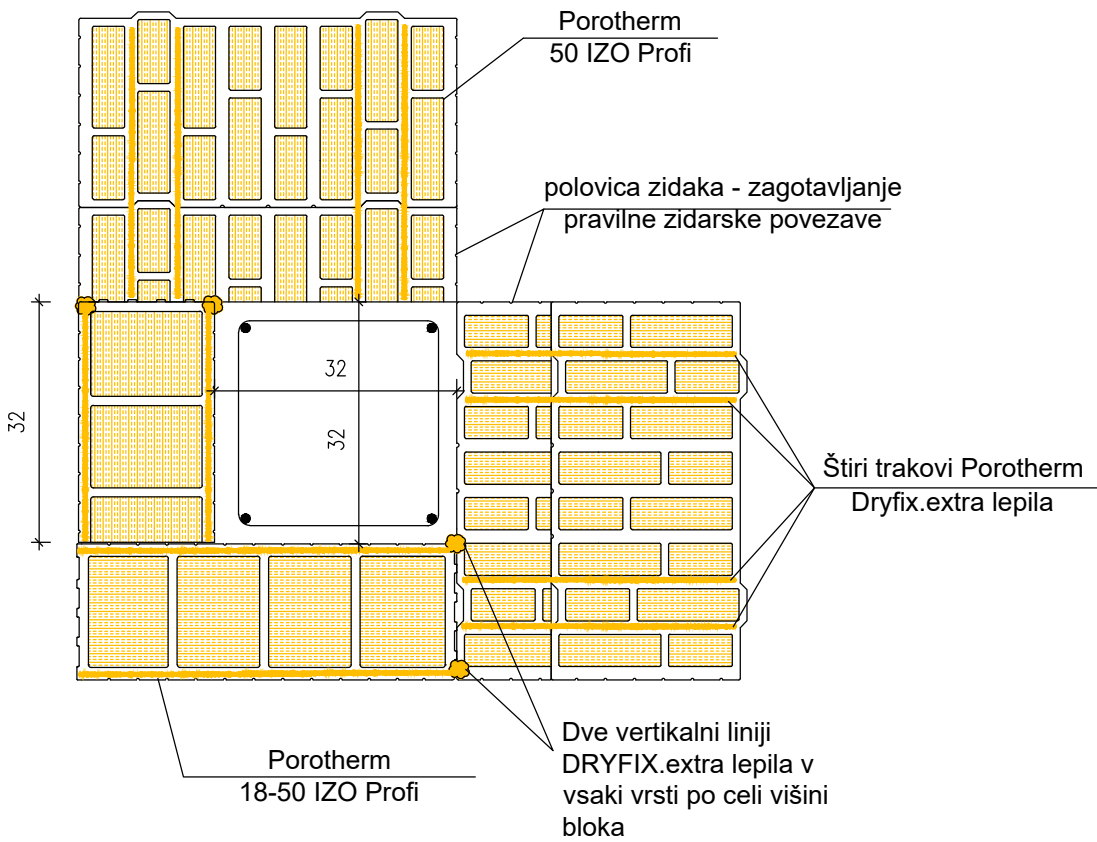 Porotherm
50 IZO Profi
polovica zidaka - zagotavljanje
pravilne zidarske povezave
32
32
32
Štiri trakovi Porotherm
Dryfix.extra lepila
Porotherm
18-50 IZO Profi
Dve vertikalni liniji
DRYFIX.extra lepila v
vsaki vrsti po celi višini
bloka